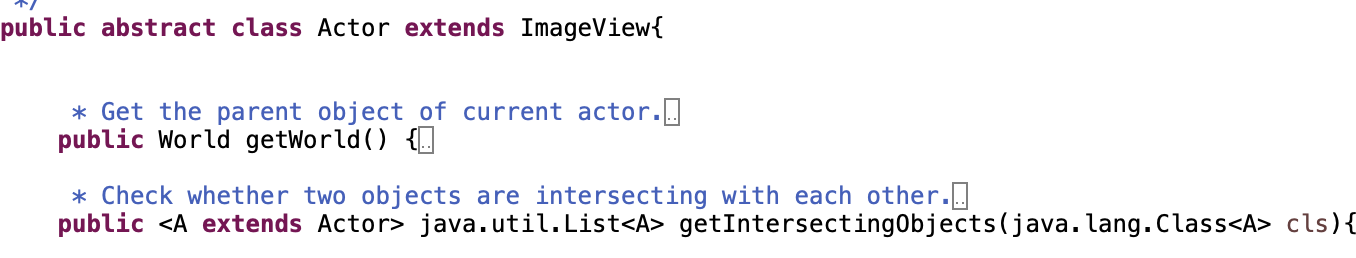 */
public abstract class Actor extends ImageView{
* Get the parent object of current actor...
public World getWorld() {..
* Check whether two objects are intersecting with each other...
public <A extends Actor> java.util.List<A> getIntersectingObjects(java.lang.Class<A> cls){